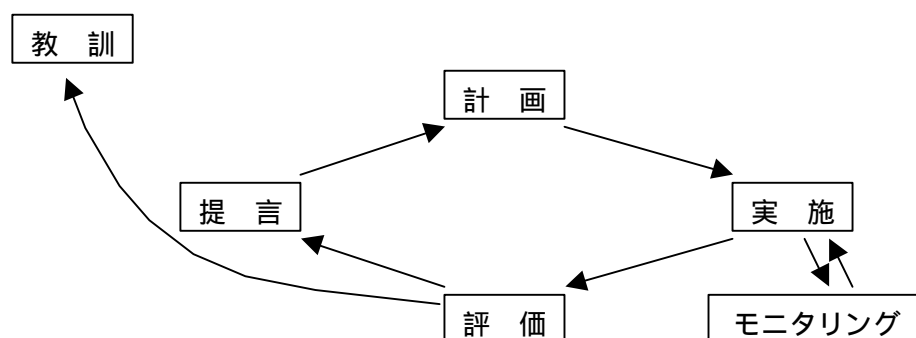 教　訓
計　画
提　言
実　施
評　価
モニタリング